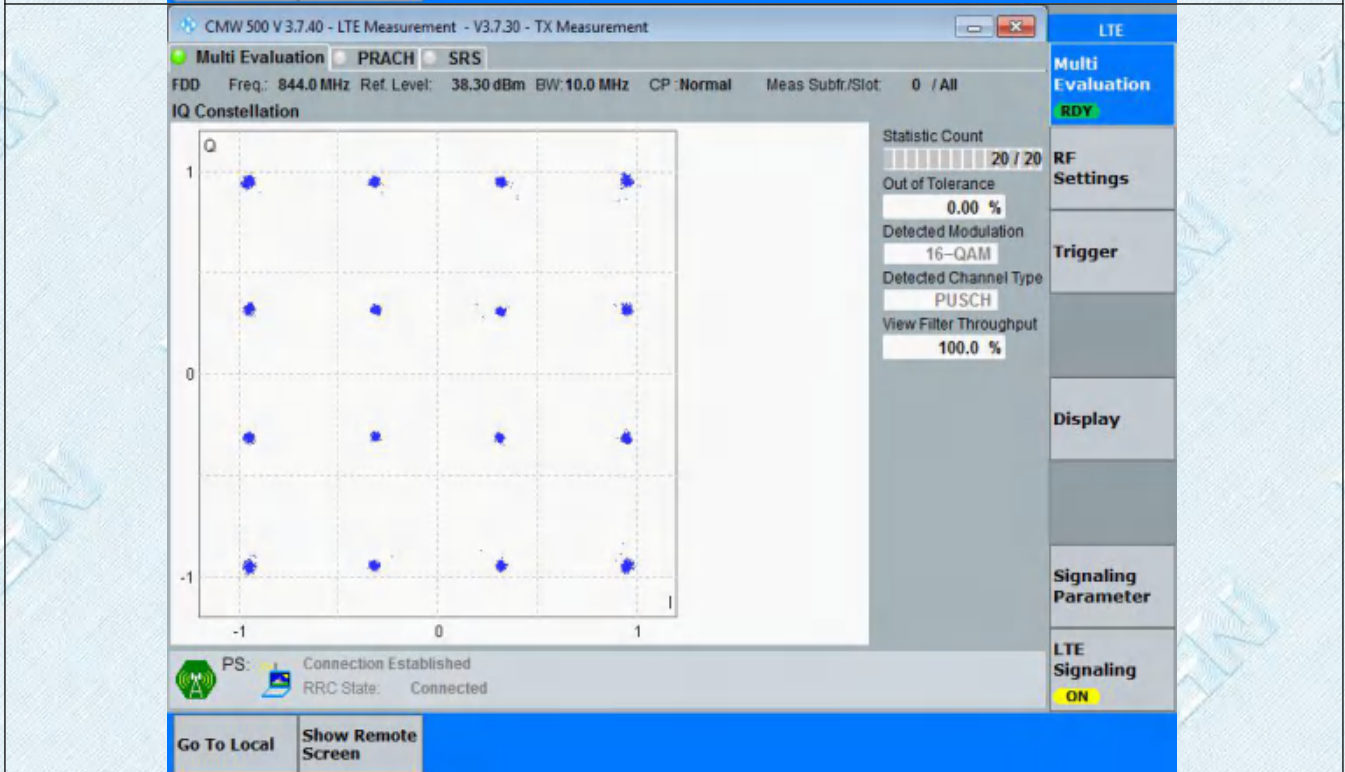 CMW 500 V 3.7.40 - LTE Measurement - V3.7.30 - TX Measurement
LTE
Multi Evaluation PRACH SRS
FDD Freq.: 844.0 MHz Ref. Level: 38.30 dBm BW: 10.0 MHz CP : Normal Meas Subfr./Slot: 0 / All
IQ Constellation
Q
1
0
-1
I
-1 0 1
Statistic Count
20 / 20
Out of Tolerance
0.00 %
Detected Modulation
16-QAM
Detected Channel Type
PUSCH
View Filter Throughput
100.0 %
Multi
Evaluation
RDY
RF
Settings
Trigger
Display
Signaling
Parameter
LTE
Signaling
ON
PS: Connection Established
RRC State: Connected
Go To Local
Show Remote
Screen